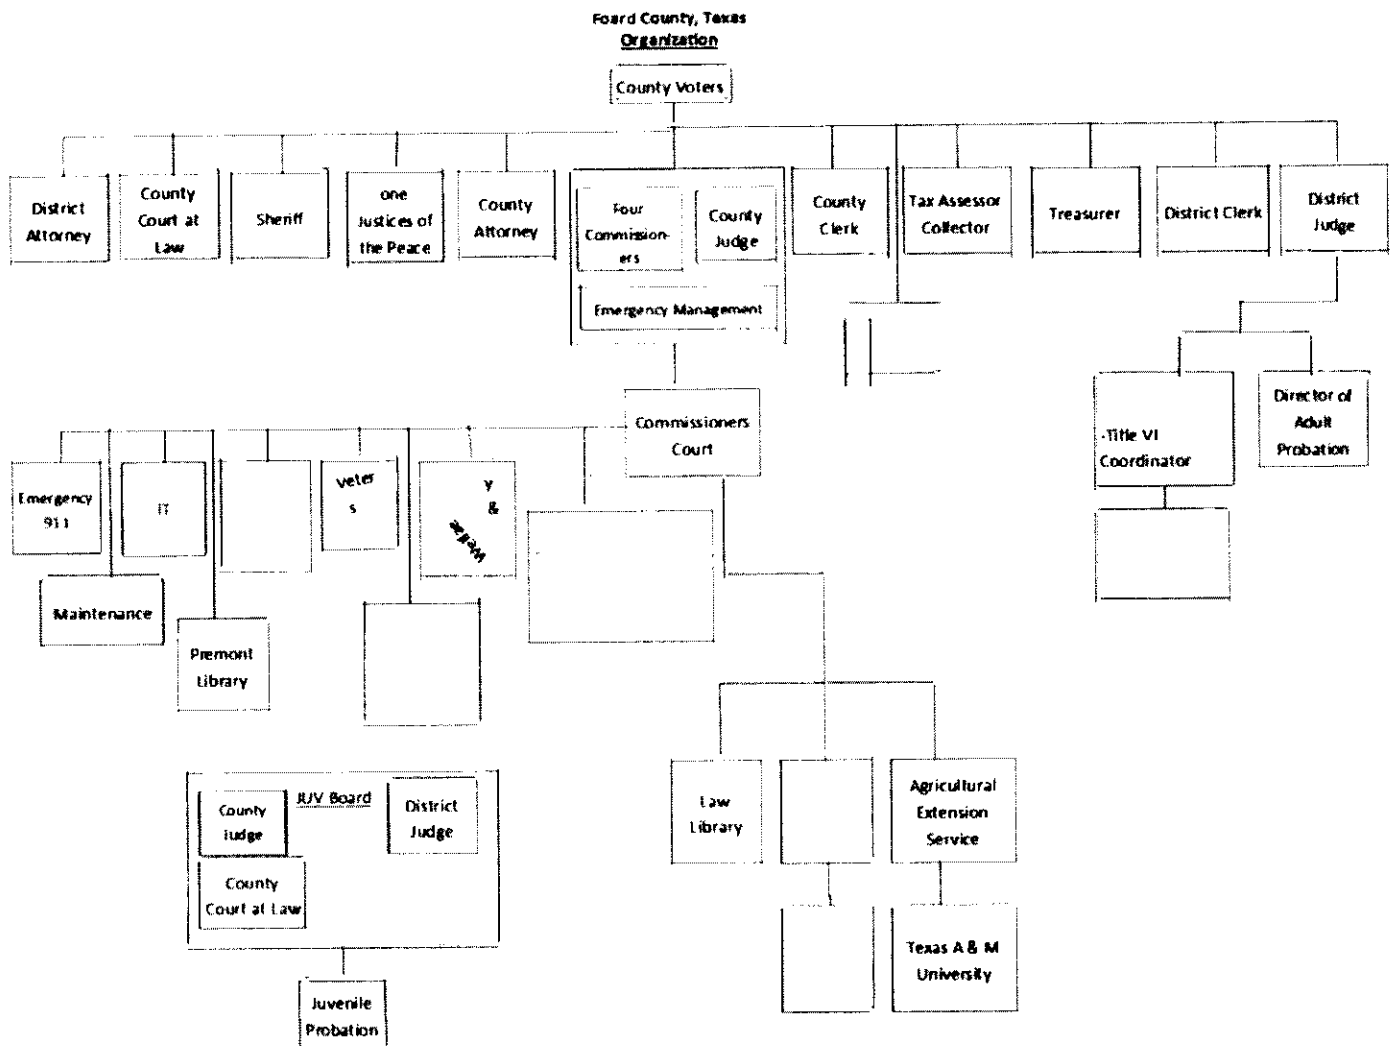 Foard County, Texas
Organization
County Voters
District
Attorney
County
Court at
Law
Sheriff
one
Justices of
the Peace
County
Attorney
Four
Commission-
ers
County
Judge
Emergency Management
County
Clerk
Tax Assessor
Collector
Treasurer
District Clerk
District
Judge
Commissioners
Court
-Title VI
Coordinator
Director of
Adult
Probation
Emergency
911
IT
Veter
s
y
&
Maintenance
Premont
Library
Law
Library
Agricultural
Extension
Service
Texas A & M
University
JUV Board
County
Judge
District
Judge
County
Court at Law
Juvenile
Probation